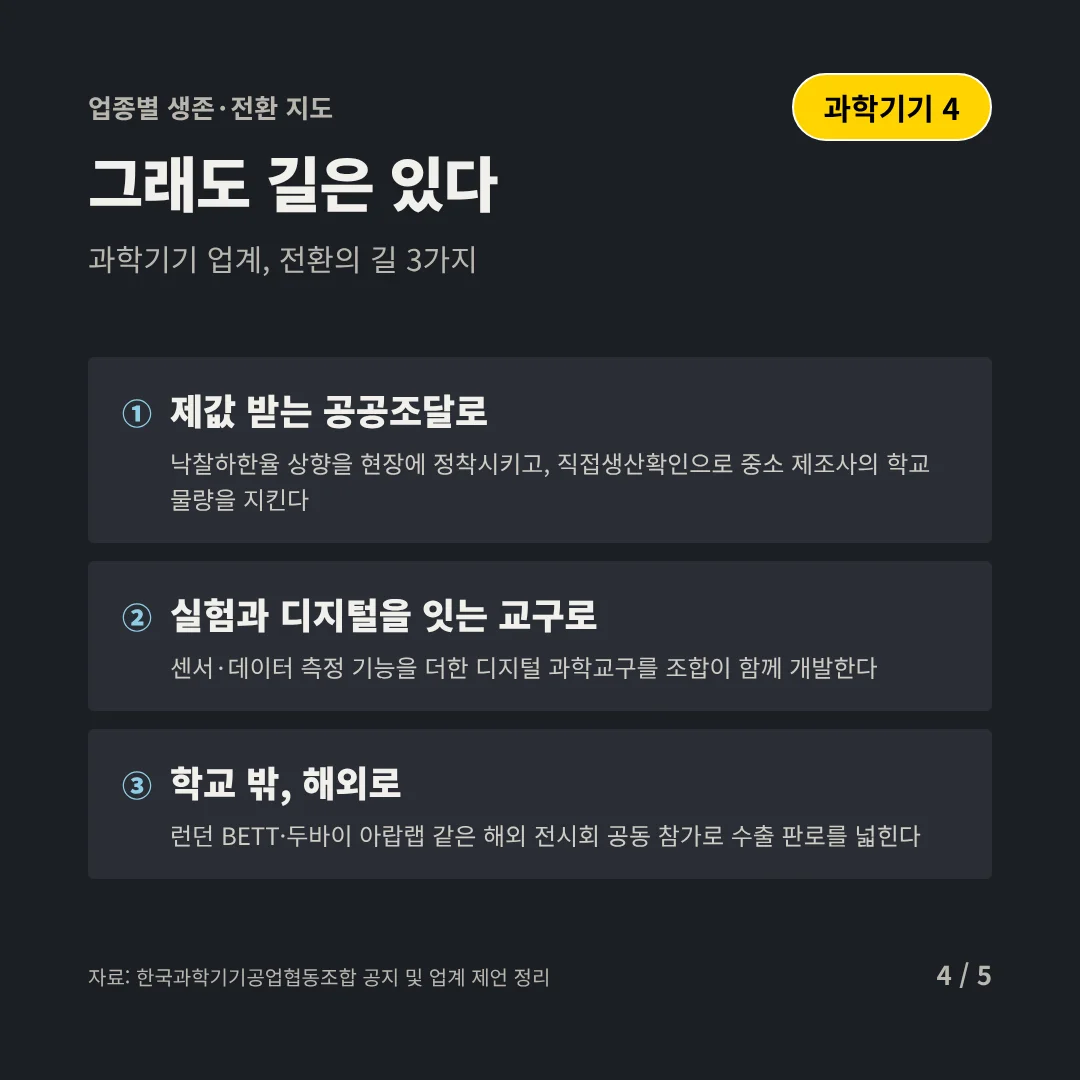 업종별 생존·전환 지도
과학기기 4
그래도 길은 있다
과학기기 업계, 전환의 길 3가지
① 제값 받는 공공조달로
낙찰하한율 상향을 현장에 정착시키고, 직접생산확인으로 중소 제조사의 학교
물량을 지킨다
② 실험과 디지털을 잇는 교구로
센서·데이터 측정 기능을 더한 디지털 과학교구를 조합이 함께 개발한다
③ 학교 밖, 해외로
런던 BETT·두바이 아랍랩 같은 해외 전시회 공동 참가로 수출 판로를 넓힌다
자료: 한국과학기기공업협동조합 공지 및 업계 제언 정리
4 / 5